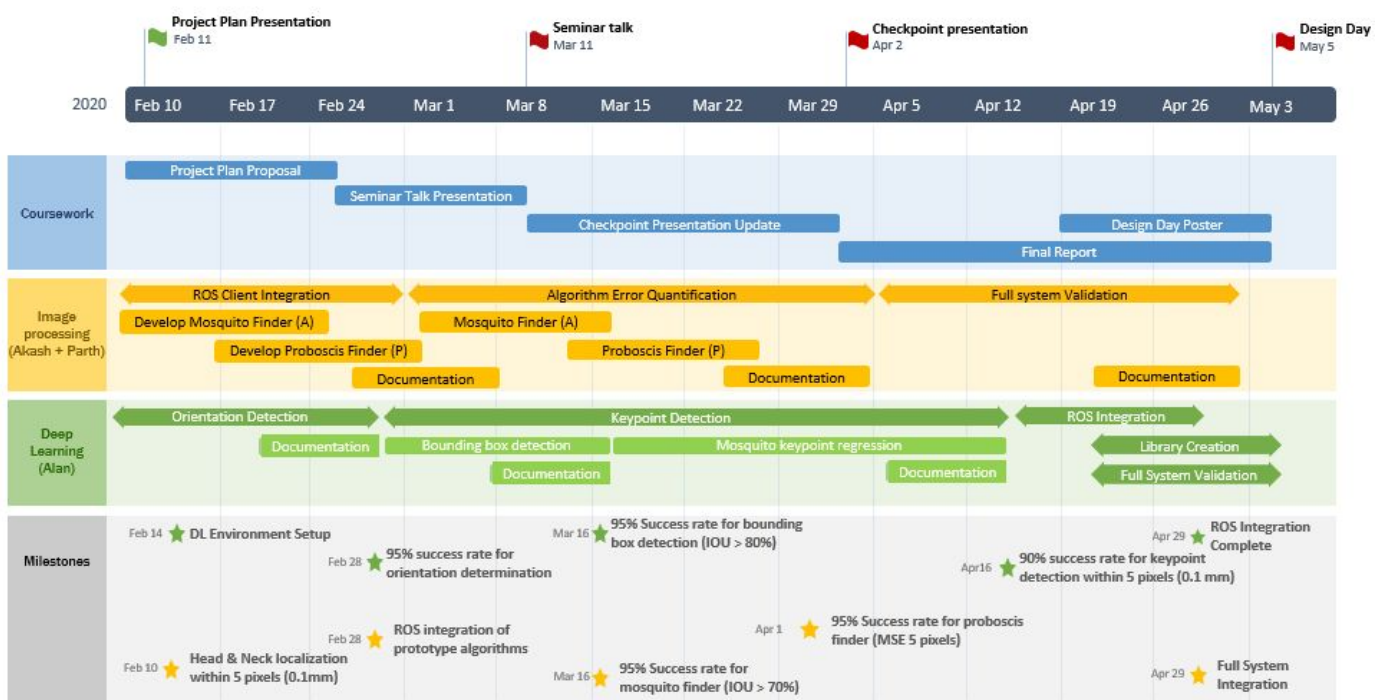 Project Plan Presentation
Feb 11
Seminar talk
Mar 11
Checkpoint presentation
Apr 2
Design Day
May 5
2020
Feb 10
Feb 17
Feb 24
Mar 1
Mar 8
Mar 15
Mar 22
Mar 29
Apr 5
Apr 12
Apr 19
Apr 26
May 3
Coursework
Project Plan Proposal
Seminar Talk Presentation
Checkpoint Presentation Update
Design Day Poster
Final Report
Image
processing
(Akash + Parth)
ROS Client Integration
Algorithm Error Quantification
Full system Validation
Develop Mosquito Finder (A)
Mosquito Finder (A)
Develop Proboscis Finder (P)
Proboscis Finder (P)
Documentation
Documentation
Documentation
Deep
Learning
(Alan)
Orientation Detection
Keypoint Detection
ROS Integration
Documentation
Bounding box detection
Mosquito keypoint regression
Library Creation
Documentation
Documentation
Full System Validation
Milestones
Feb 14
DL Environment Setup
Feb 28
95% success rate for
orientation determination
Mar 16
95% Success rate for bounding
box detection (IOU > 80%)
Apr16
90% success rate for keypoint
detection within 5 pixels (0.1 mm)
Apr 29
ROS Integration
Complete
Feb 10
Head & Neck localization
within 5 pixels (0.1mm)
Feb 28
ROS integration of
prototype algorithms
Mar 16
95% Success rate for
mosquito finder (IOU > 70%)
Apr 1
95% Success rate for proboscis
finder (MSE 5 pixels)
Apr 29
Full System
Integration